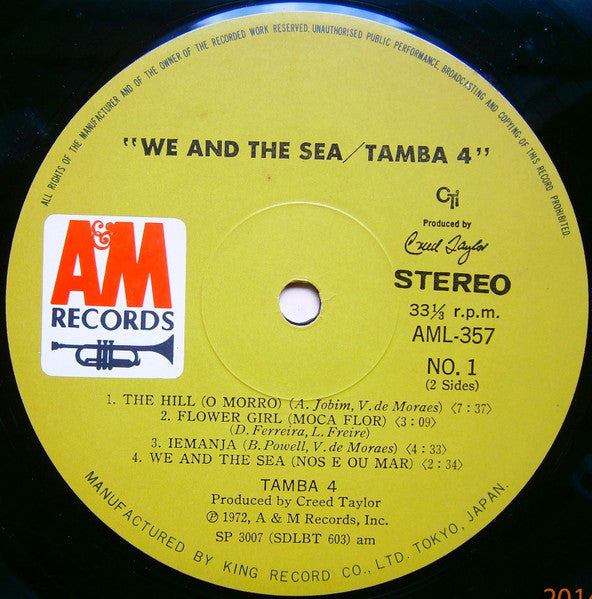 ALL RIGHTS OF THE MANUFACTURER AND OF THE OWNER OF THE RECORDED WORK RESERVED. UNAUTHORISED PUBLIC PERFORMANCE, BROADCASTING AND COPYING OF THIS RECORD PROHIBITED.
"WE AND THE SEA/TAMBA 4"
CTi
Produced by
Creed Taylor
A&M
RECORDS
STEREO
33⅓ r.p.m.
AML-357
NO. 1
(2 Sides)
1. THE HILL (O MORRO) (A. Jobim, V. de Moraes) 〈7:37〉
2. FLOWER GIRL (MOCA FLOR) 〈3:09〉
(D. Ferreira, L. Freire)
3. IEMANJA (B. Powell, V. de Moraes) 〈4:33〉
4. WE AND THE SEA (NOS E OU MAR) 〈2:34〉
TAMBA 4
Produced by Creed Taylor
℗ 1972, A & M Records, Inc.
SP 3007 (SDLBT 603) am
MANUFACTURED BY KING RECORD CO., LTD. TOKYO, JAPAN.